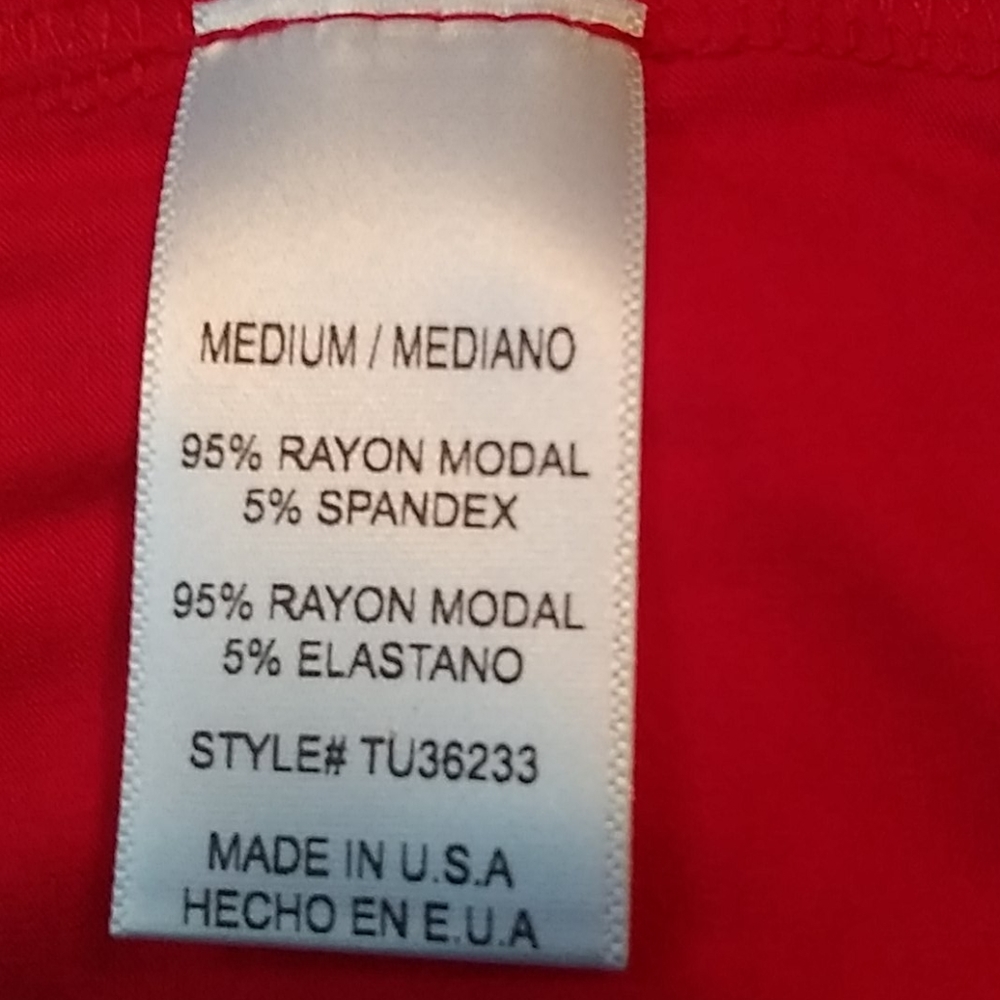 MEDIUM / MEDIANO
95% RAYON MODAL
5% SPANDEX
95% RAYON MODAL
5% ELASTANO
STYLE# TU36233
MADE IN U.S.A
HECHO EN E.U.A